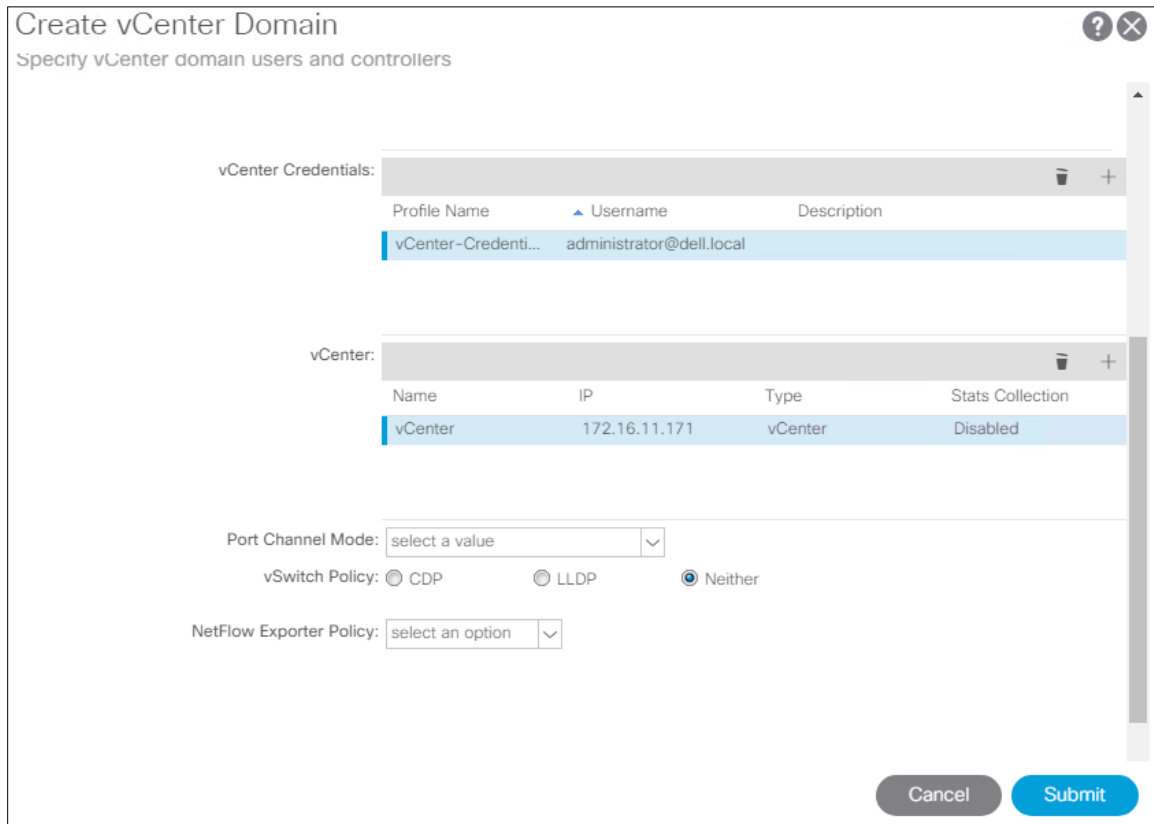 Create vCenter Domain
Specify vCenter domain users and controllers
vCenter Credentials:
Profile Name Username Description
vCenter-Credenti... administrator@dell.local
vCenter:
Name IP Type Stats Collection
vCenter 172.16.11.171 vCenter Disabled
Port Channel Mode: select a value
vSwitch Policy: CDP LLDP Neither
NetFlow Exporter Policy: select an option
Cancel Submit